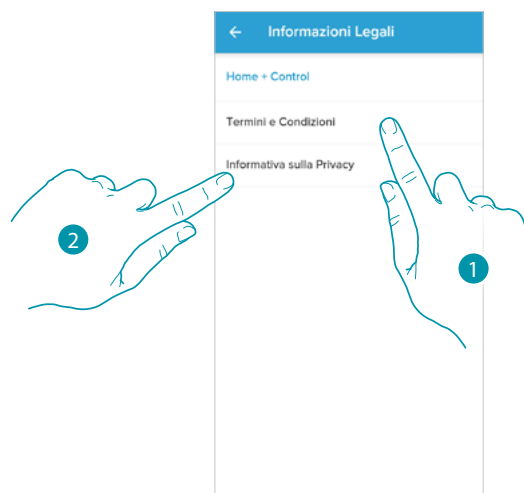 Informazioni Legali
Home + Control
Termini e Condizioni
Informativa sulla Privacy
2
1